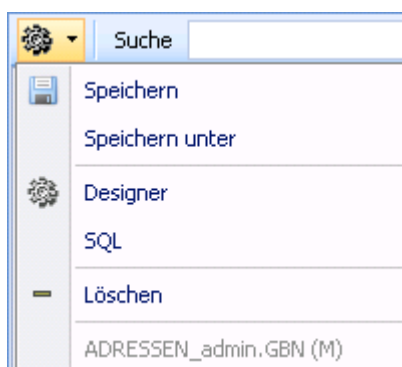 Suche
Speichern
Speichern unter
Designer
SQL
Löschen
ADRESSEN_admin.GBN (M)